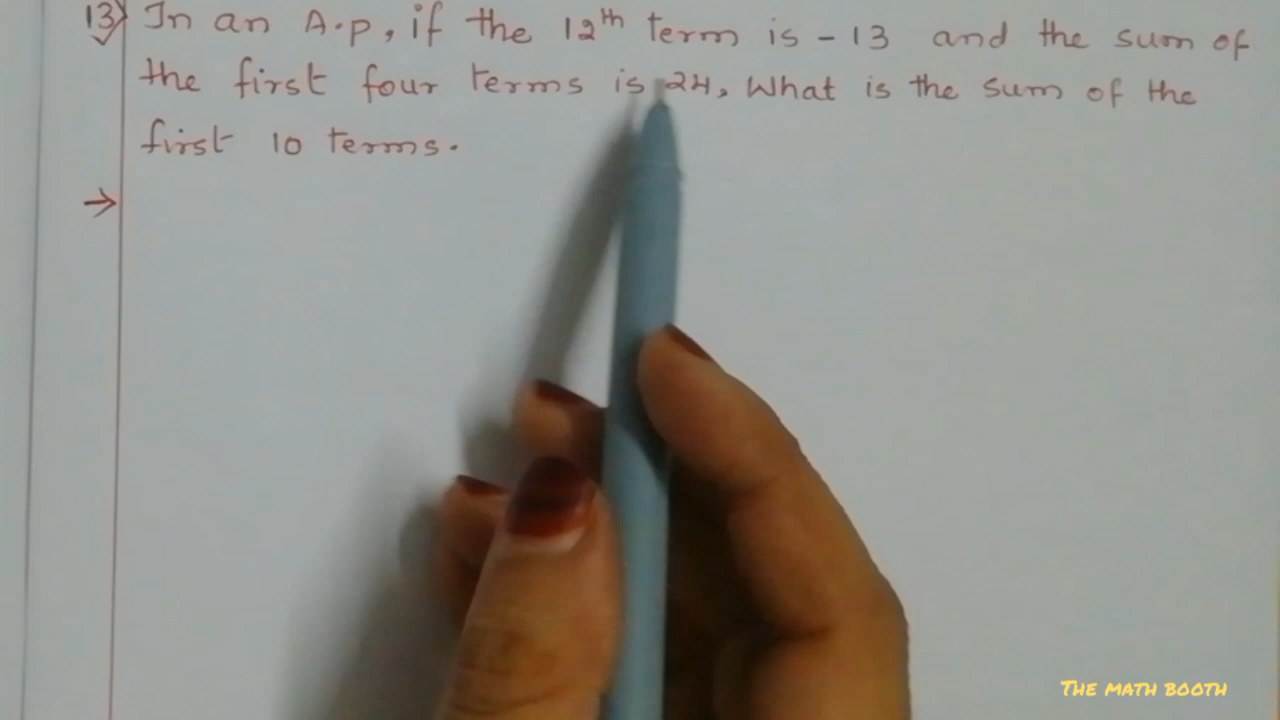 13) In an A.p, if the 12th term is -13 and the sum of
the first four terms is 24, What is the sum of the
first 10 terms.
→
THE MATH BOOTH